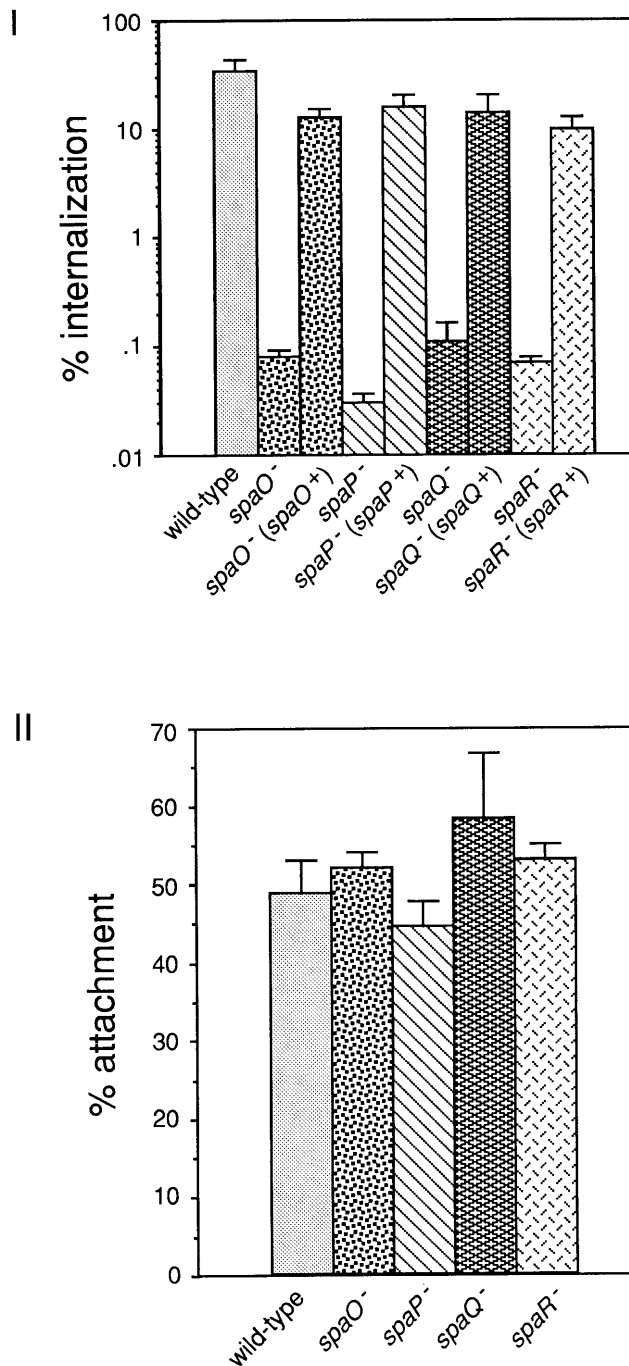 I
100
10
1
.1
.01
% internalization
wild-type
spaO⁻
spaO⁻ (spaO⁺)
spaP⁻
spaP⁻ (spaP⁺)
spaQ⁻
spaQ⁻ (spaQ⁺)
spaR⁻
spaR⁻ (spaR⁺)
II
70
60
50
40
30
20
10
0
% attachment
wild-type
spaO⁻
spaP⁻
spaQ⁻
spaR⁻